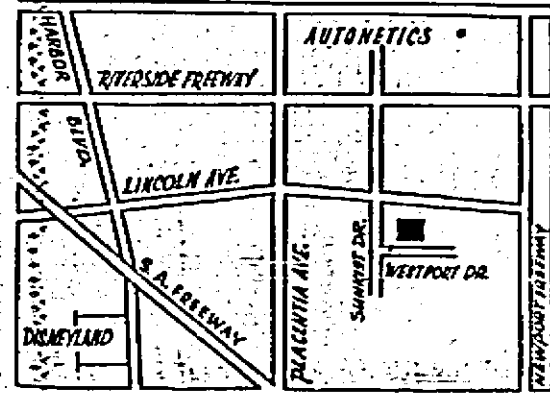 HARBOR BLVD.
AUTONETICS
RIVERSIDE FREEWAY
LINCOLN AVE.
S.A. FREEWAY
DISNEYLAND
PLACENTIA AVE.
SUNKIST DR.
WESTPORT DR.
NEWPORT FREEWAY